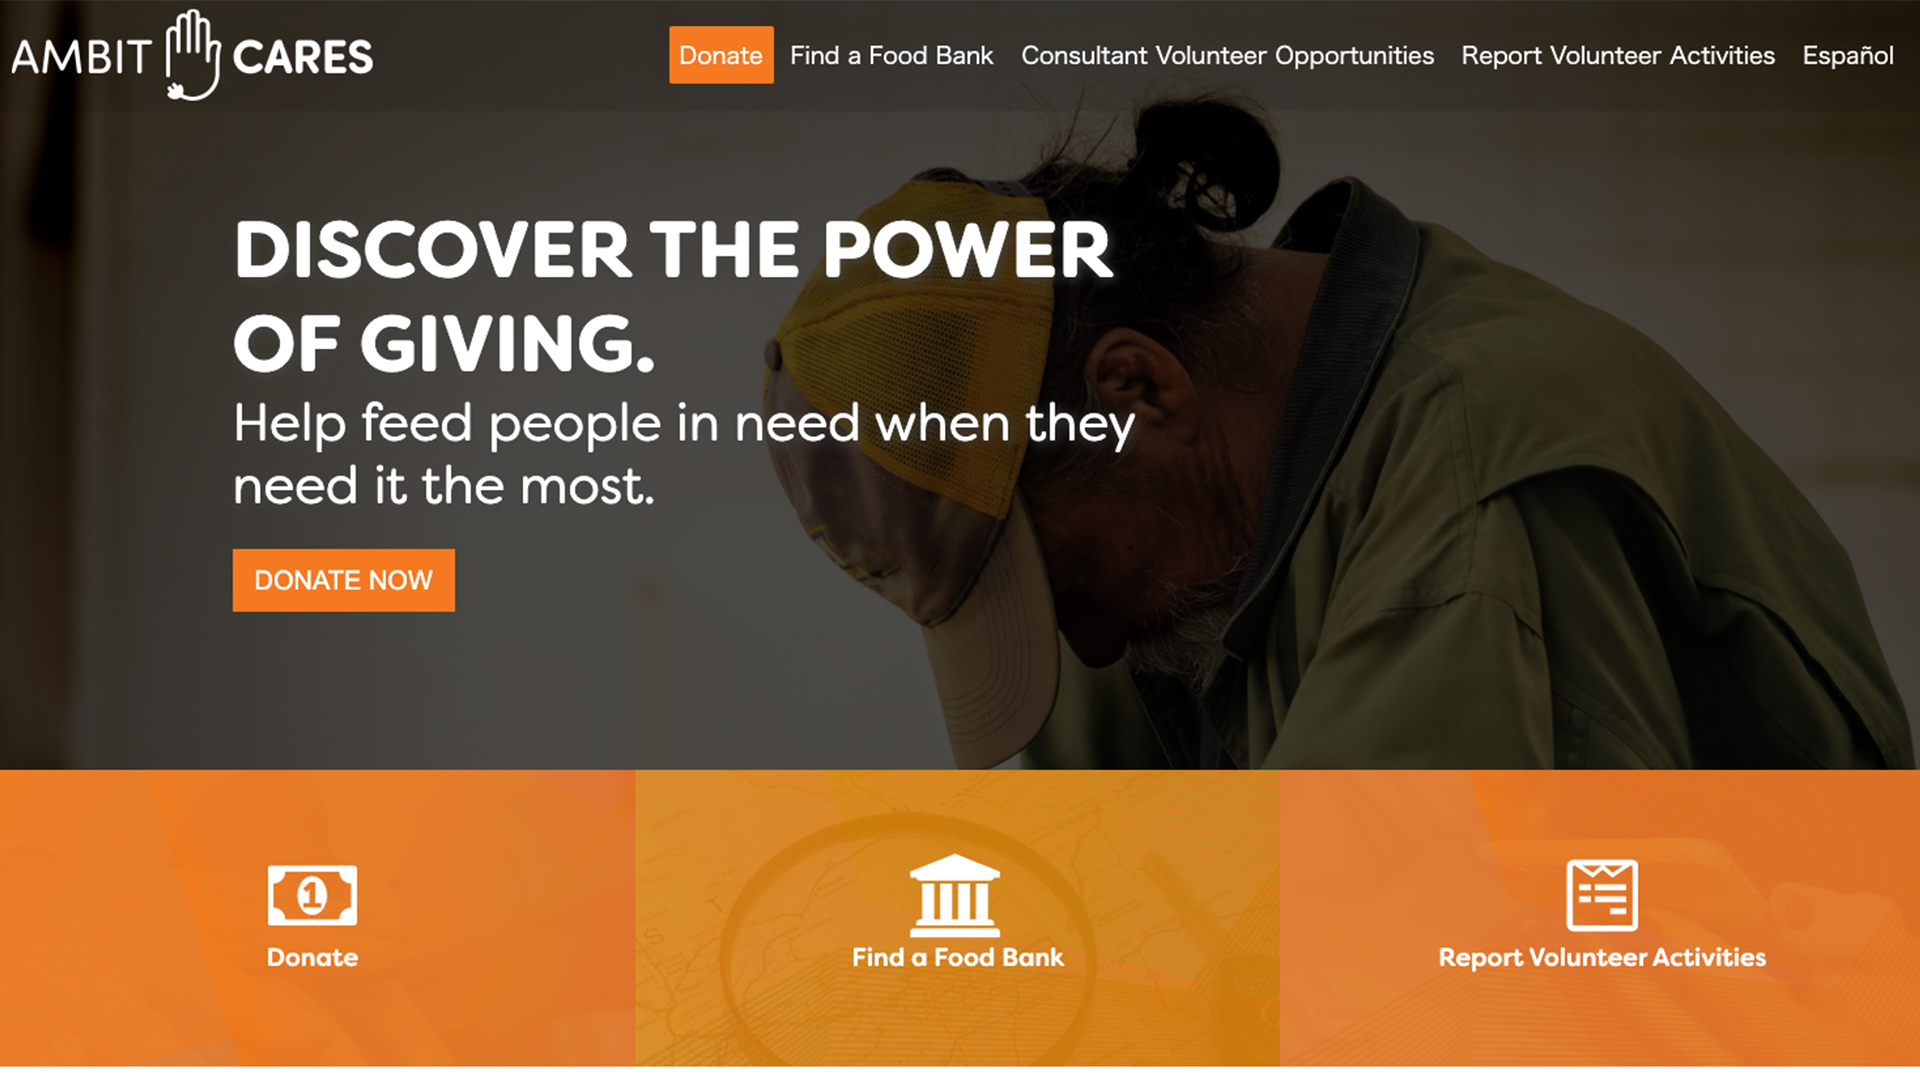 AMBIT CARES
Donate Find a Food Bank Consultant Volunteer Opportunities Report Volunteer Activities Español
DISCOVER THE POWER
OF GIVING.
Help feed people in need when they
need it the most.
DONATE NOW
1
Donate
Find a Food Bank
Report Volunteer Activities